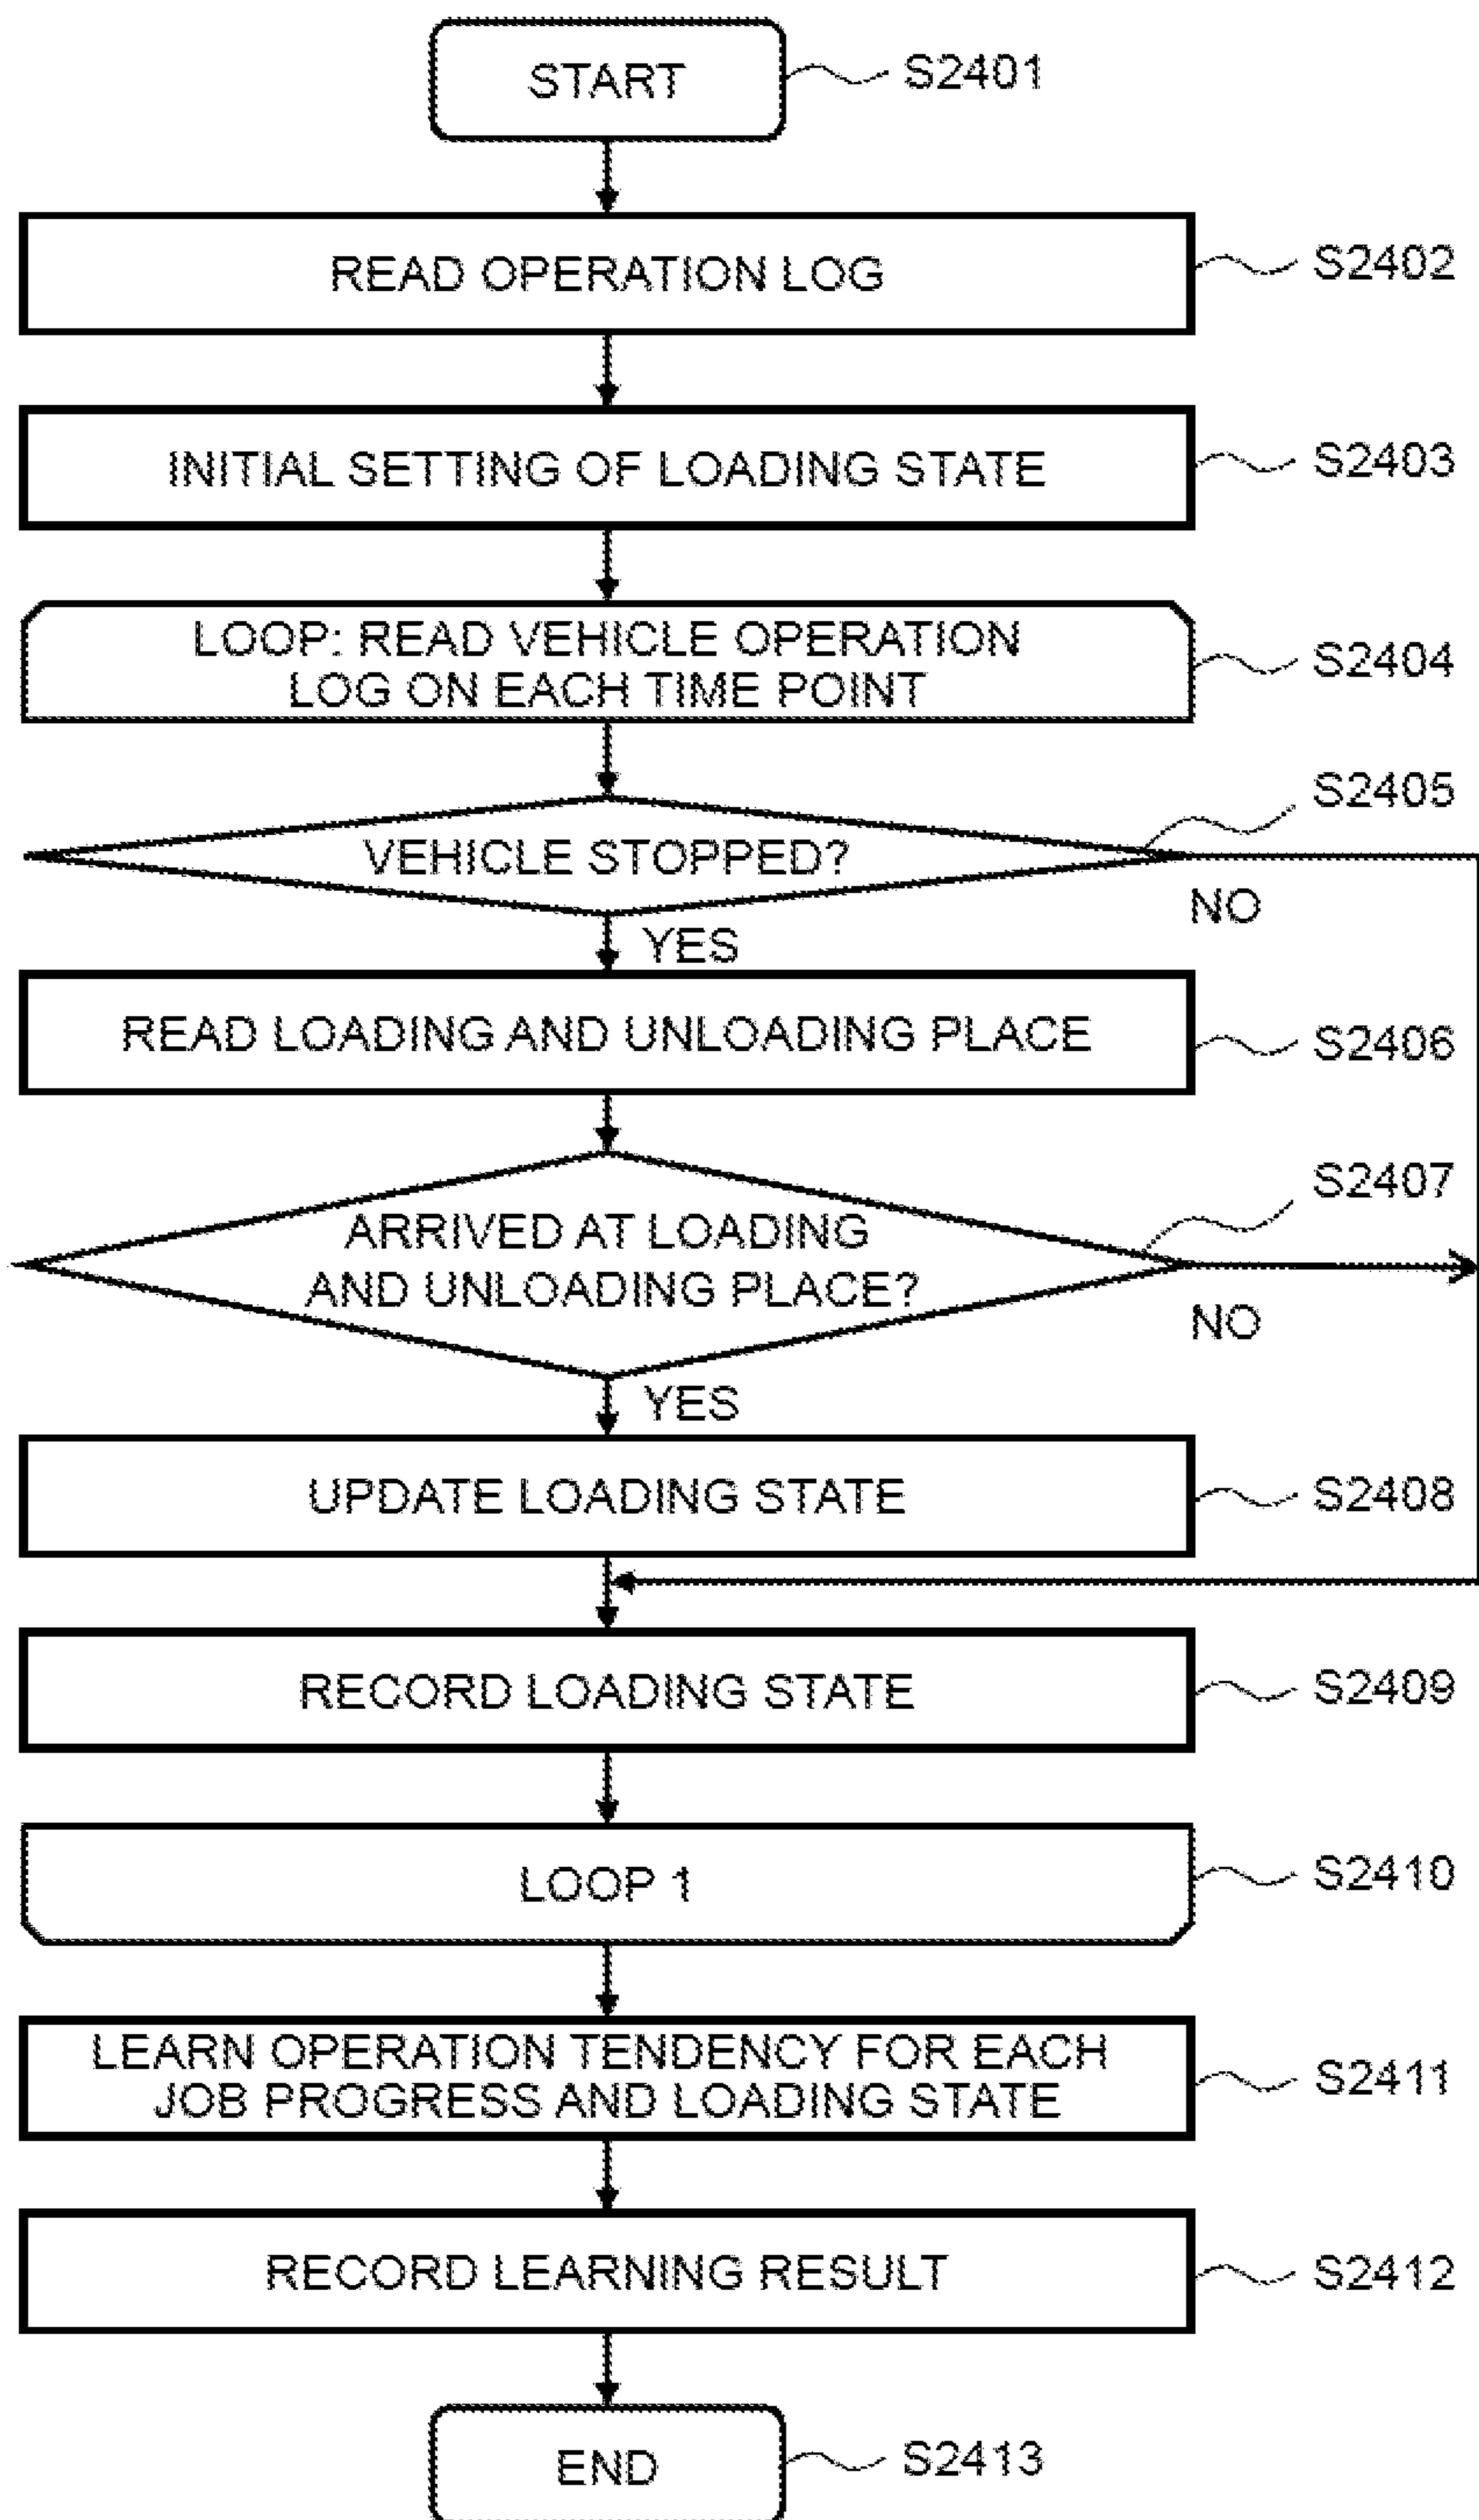 START
S2401
READ OPERATION LOG
S2402
INITIAL SETTING OF LOADING STATE
S2403
LOOP: READ VEHICLE OPERATION
LOG ON EACH TIME POINT
S2404
S2405
VEHICLE STOPPED?
NO
YES
READ LOADING AND UNLOADING PLACE
S2406
S2407
ARRIVED AT LOADING
AND UNLOADING PLACE?
NO
YES
UPDATE LOADING STATE
S2408
RECORD LOADING STATE
S2409
LOOP 1
S2410
LEARN OPERATION TENDENCY FOR EACH
JOB PROGRESS AND LOADING STATE
S2411
RECORD LEARNING RESULT
S2412
END
S2413